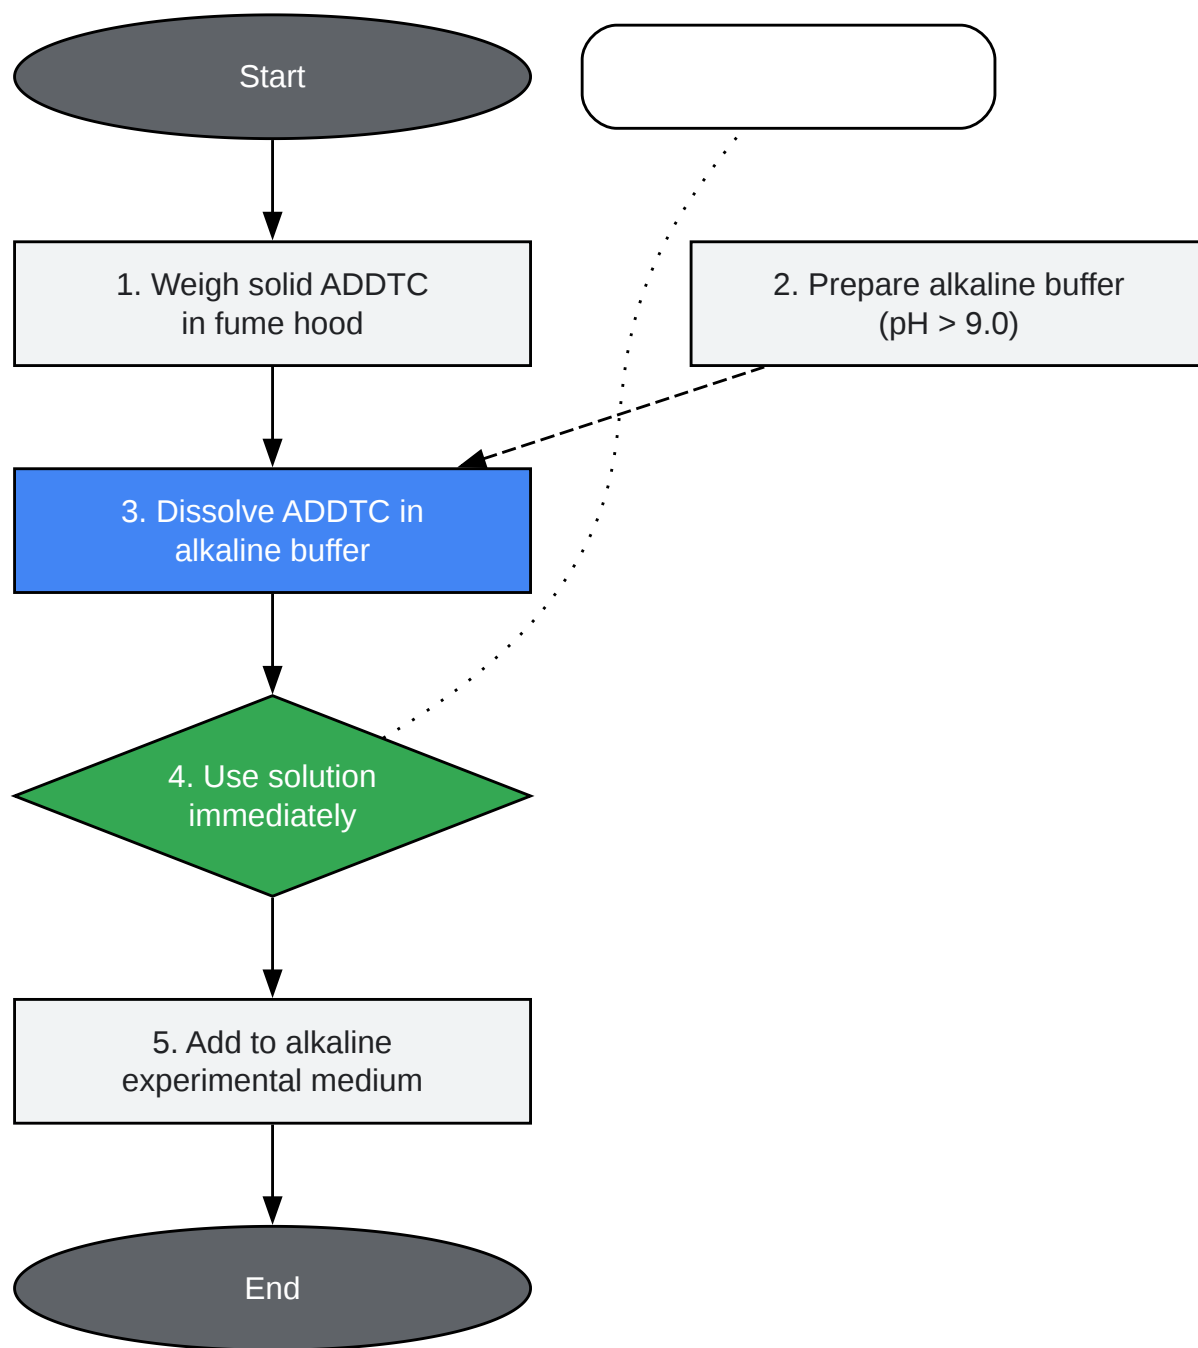 Start
1. Weigh solid ADDTC
in fume hood
2. Prepare alkaline buffer
(pH > 9.0)
3. Dissolve ADDTC in
alkaline buffer
4. Use solution
immediately
5. Add to alkaline
experimental medium
End